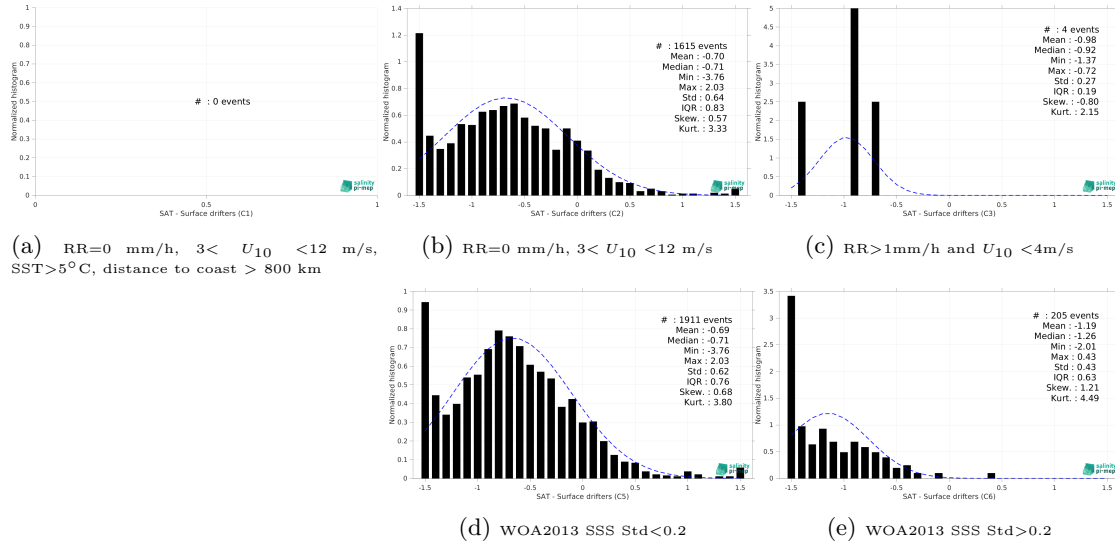 1
0.9
0.8
0.7
0.6
0.5
0.4
0.3
0.2
0.1
0
0
0.5
1
Normalized histogram
# : 0 events
salinity
pi-mep
SAT - Surface drifters (C1)
(a) RR=0 mm/h, 3< U10 <12 m/s,
SST>5°C, distance to coast > 800 km
1.4
1.2
1
0.8
0.6
0.4
0.2
0
-1.5
-1
-0.5
0
0.5
1
1.5
Normalized histogram
# : 1615 events
Mean : -0.70
Median : -0.71
Min : -3.76
Max : 2.03
Std : 0.64
IQR : 0.83
Skew. : 0.57
Kurt. : 3.33
salinity
pi-mep
SAT - Surface drifters (C2)
(b) RR=0 mm/h, 3< U10 <12 m/s
5
4.5
4
3.5
3
2.5
2
1.5
1
0.5
0
-1.5
-1
-0.5
0
0.5
1
1.5
Normalized histogram
# : 4 events
Mean : -0.98
Median : -0.92
Min : -1.37
Max : -0.72
Std : 0.27
IQR : 0.19
Skew. : -0.80
Kurt. : 2.15
salinity
pi-mep
SAT - Surface drifters (C3)
(c) RR>1mm/h and U10 <4m/s
1
0.9
0.8
0.7
0.6
0.5
0.4
0.3
0.2
0.1
0
-1.5
-1
-0.5
0
0.5
1
1.5
Normalized histogram
# : 1911 events
Mean : -0.69
Median : -0.71
Min : -3.76
Max : 2.03
Std : 0.62
IQR : 0.76
Skew. : 0.68
Kurt. : 3.80
salinity
pi-mep
SAT - Surface drifters (C5)
(d) WOA2013 SSS Std<0.2
3.5
3
2.5
2
1.5
1
0.5
0
-1.5
-1
-0.5
0
0.5
1
1.5
Normalized histogram
# : 205 events
Mean : -1.19
Median : -1.26
Min : -2.01
Max : 0.43
Std : 0.43
IQR : 0.63
Skew. : 1.21
Kurt. : 4.49
salinity
pi-mep
SAT - Surface drifters (C6)
(e) WOA2013 SSS Std>0.2